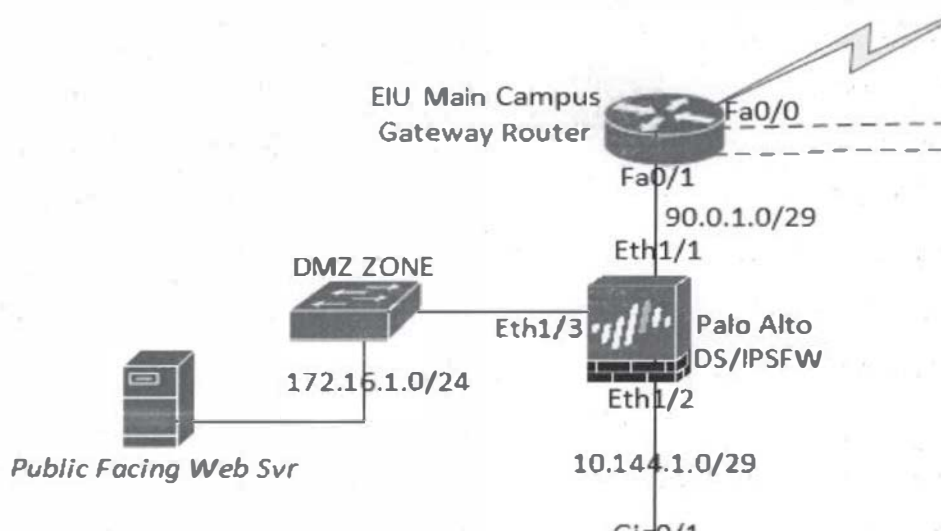 EIU Main Campus
Gateway Router
Fa0/0
Fa0/1
90.0.1.0/29
Eth1/1
DMZ ZONE
Eth1/3
Palo Alto
DS/IPSFW
172.16.1.0/24
Eth1/2
Public Facing Web Svr
10.144.1.0/29